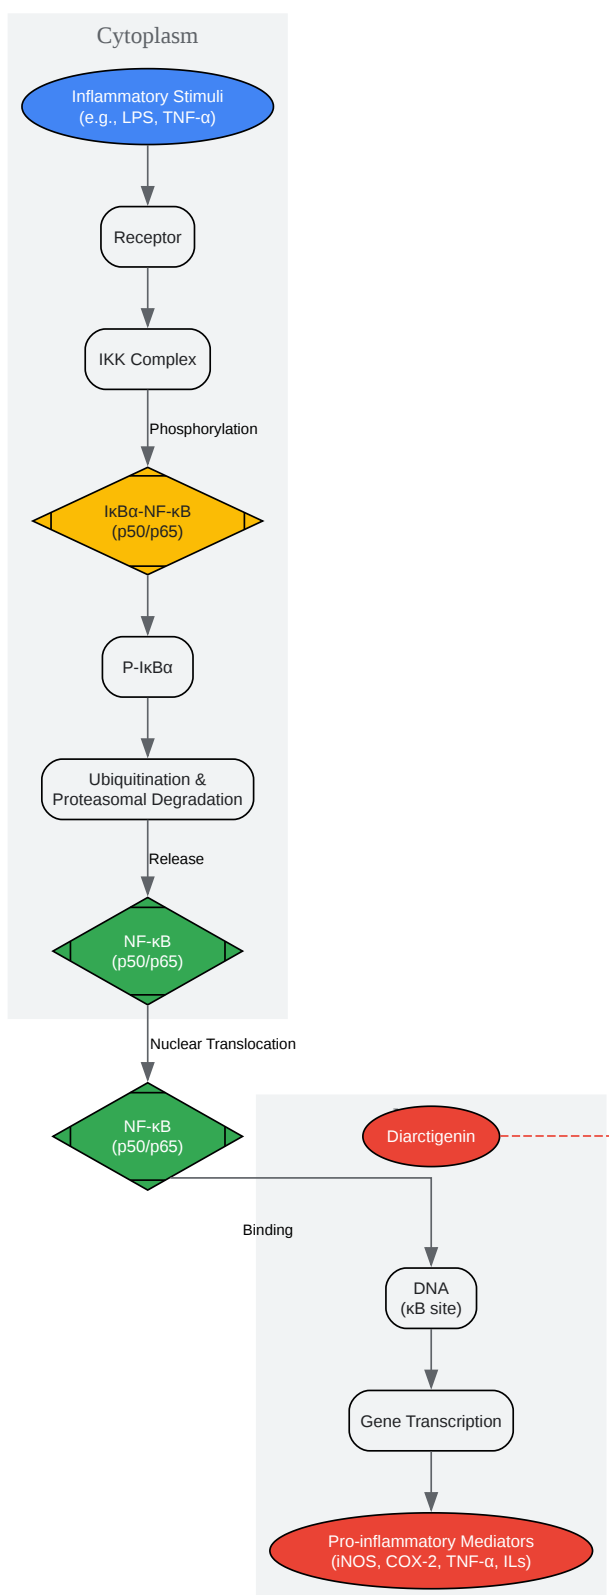 Cytoplasm
Inflammatory Stimuli
(e.g., LPS, TNF-α)
Receptor
IKK Complex
Phosphorylation
IκBα-NF-κB
(p50/p65)
P-IκBα
Ubiquitination &
Proteasomal Degradation
Release
NF-κB
(p50/p65)
Nuclear Translocation
NF-κB
(p50/p65)
Diarctigenin
Binding
DNA
(κB site)
Gene Transcription
Pro-inflammatory Mediators
(iNOS, COX-2, TNF-α, ILs)